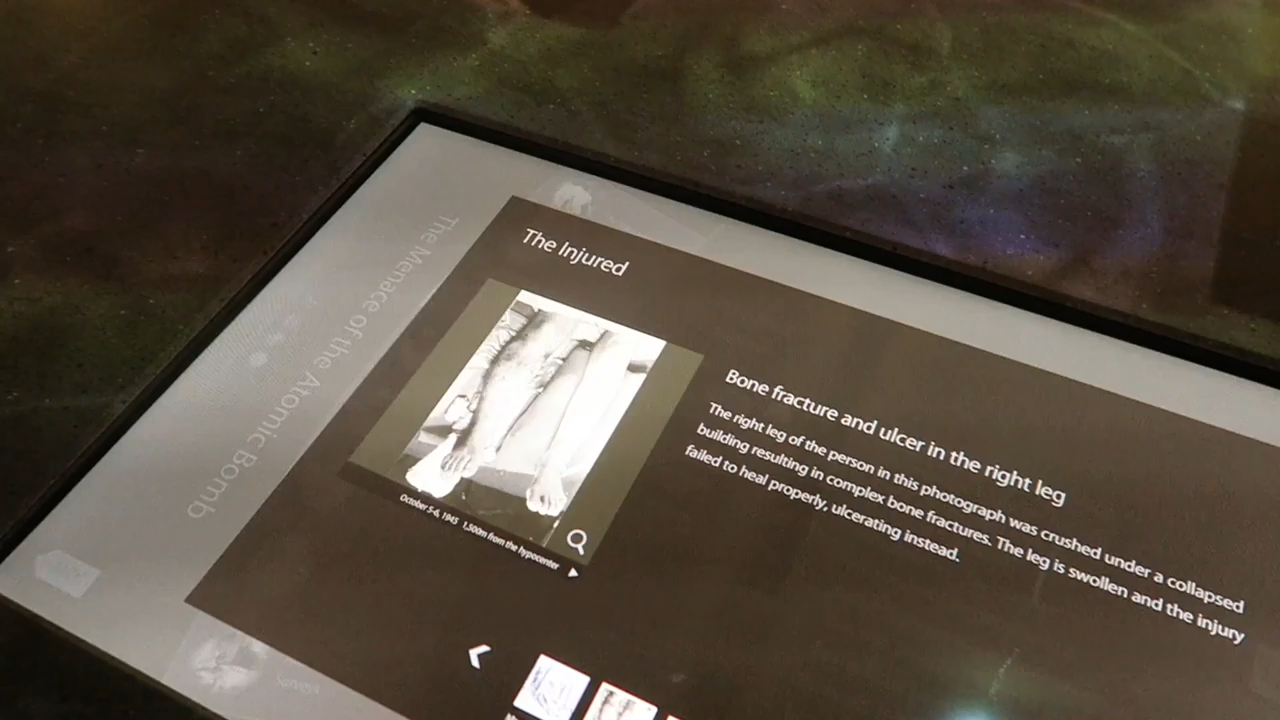 The Menace of the Atomic Bomb
The Injured
Bone fracture and ulcer in the right leg
The right leg of the person in this photograph was crushed under a collapsed
building resulting in complex bone fractures. The leg is swollen and the injury
failed to heal properly, ulcerating instead.
October 5-6, 1945 1,500m from the hypocenter